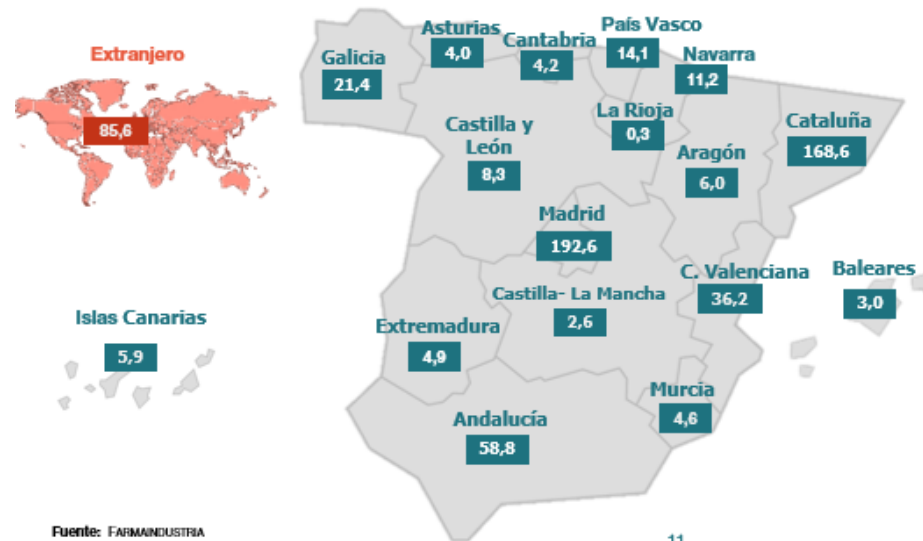 Extranjero
85,6
Galicia
21,4
Asturias
4,0
Cantabria
4,2
País Vasco
14,1
Navarra
11,2
La Rioja
0,3
Castilla y
León
8,3
Aragón
6,0
Cataluña
168,6
Madrid
192,6
Castilla- La Mancha
2,6
C. Valenciana
36,2
Baleares
3,0
Islas Canarias
5,9
Extremadura
4,9
Murcia
4,6
Andalucía
58,8
Fuente: FARMAINDUSTRIA
11